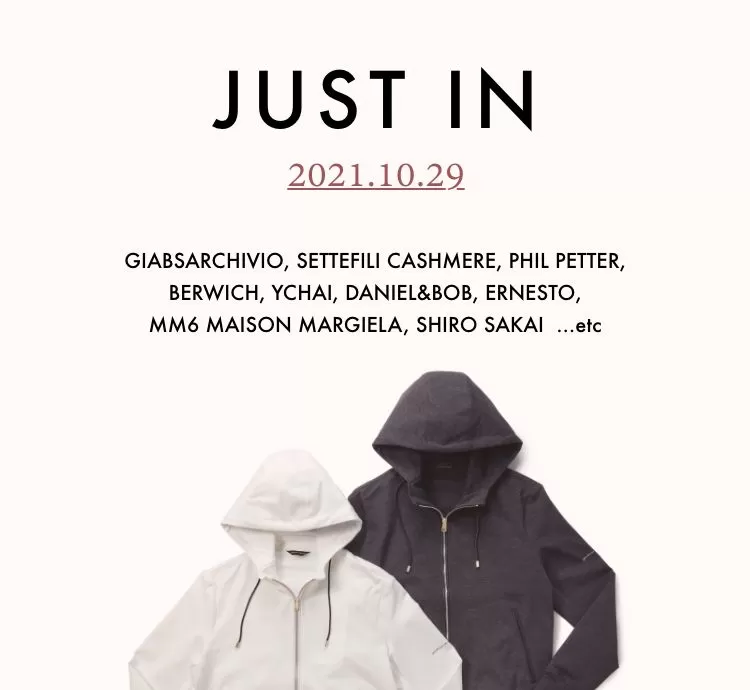 JUST IN
2021.10.29
GIABSARCHIVIO, SETTEFILI CASHMERE, PHIL PETTER,
BERWICH, YCHAI, DANIEL&BOB, ERNESTO,
MM6 MAISON MARGIELA, SHIRO SAKAI ...etc